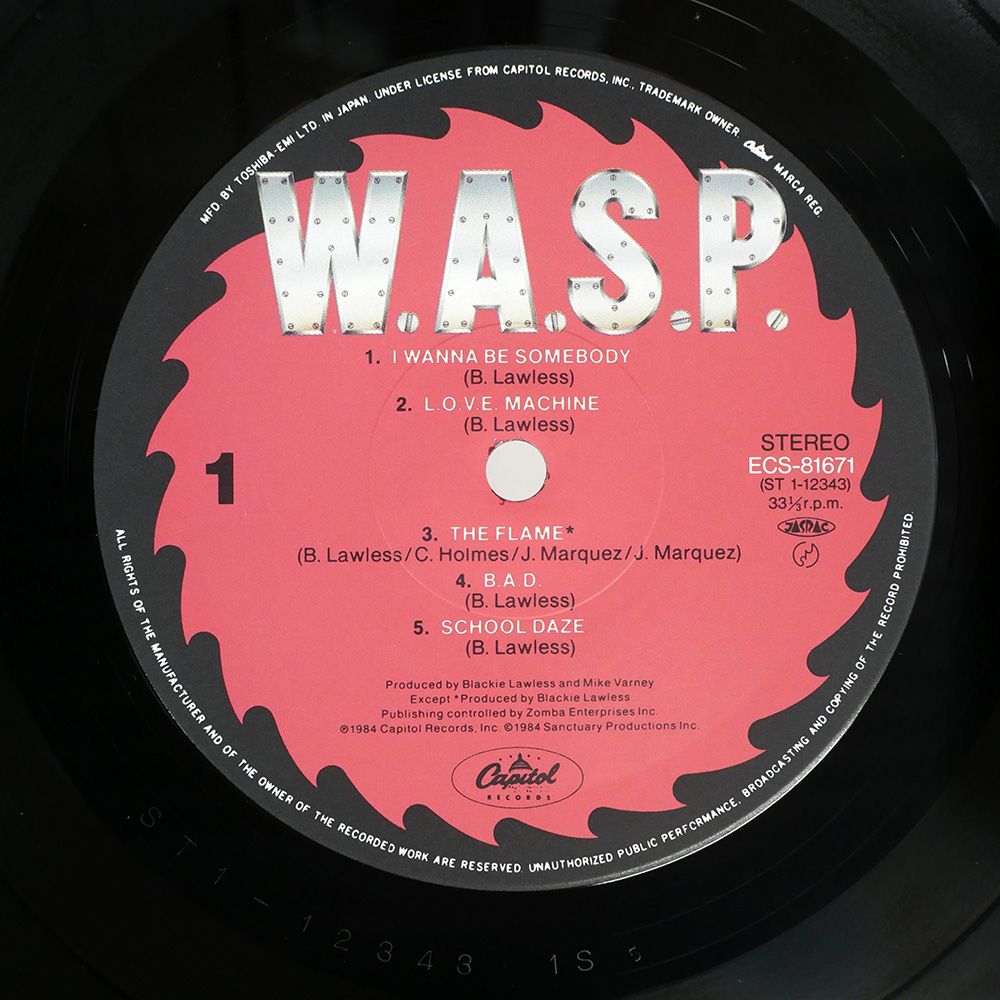 MFD. BY TOSHIBA-EMI LTD. IN JAPAN. UNDER LICENSE FROM CAPITOL RECORDS, INC., TRADEMARK OWNER. Capitol MARCA REG.
W.A.S.P.
1. I WANNA BE SOMEBODY
(B. Lawless)
2. L.O.V.E. MACHINE
(B. Lawless)
1
STEREO
ECS-81671
(ST 1-12343)
33⅓r.p.m.
JASRAC
3. THE FLAME*
(B. Lawless/C. Holmes/J. Marquez/J. Marquez)
4. B.A.D.
(B. Lawless)
5. SCHOOL DAZE
(B. Lawless)
Produced by Blackie Lawless and Mike Varney
Except *Produced by Blackie Lawless
Publishing controlled by Zomba Enterprises Inc.
℗1984 Capitol Records, Inc. ©1984 Sanctuary Productions Inc.
Capitol
RECORDS
ALL RIGHTS OF THE MANUFACTURER AND OF THE OWNER OF THE RECORDED WORK ARE RESERVED. UNAUTHORIZED PUBLIC PERFORMANCE, BROADCASTING AND COPYING OF THE RECORD PROHIBITED.
ST 1-12343 1S 5